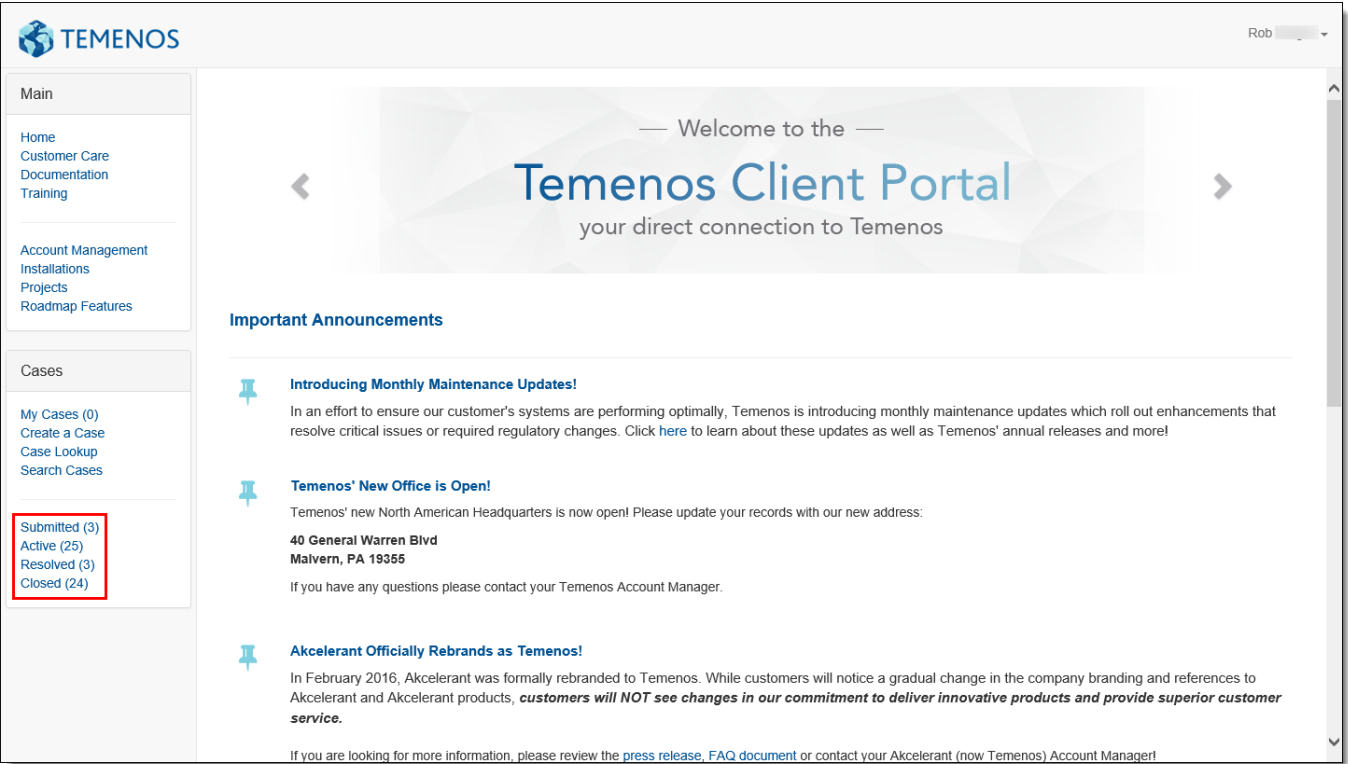 TEMENOS
Rob
Main
Home
Customer Care
Documentation
Training
Account Management
Installations
Projects
Roadmap Features
Cases
My Cases (0)
Create a Case
Case Lookup
Search Cases
Submitted (3)
Active (25)
Resolved (3)
Closed (24)
Welcome to the
Temenos Client Portal
your direct connection to Temenos
Important Announcements
Introducing Monthly Maintenance Updates!
In an effort to ensure our customer's systems are performing optimally, Temenos is introducing monthly maintenance updates which roll out enhancements that
resolve critical issues or required regulatory changes. Click here to learn about these updates as well as Temenos' annual releases and more!
Temenos' New Office is Open!
Temenos' new North American Headquarters is now open! Please update your records with our new address:
40 General Warren Blvd
Malvern, PA 19355
If you have any questions please contact your Temenos Account Manager.
Akcelerant Officially Rebrands as Temenos!
In February 2016, Akcelerant was formally rebranded to Temenos. While customers will notice a gradual change in the company branding and references to
Akcelerant and Akcelerant products, customers will NOT see changes in our commitment to deliver innovative products and provide superior customer
service.
If you are looking for more information, please review the press release, FAQ document or contact your Akcelerant (now Temenos) Account Manager!